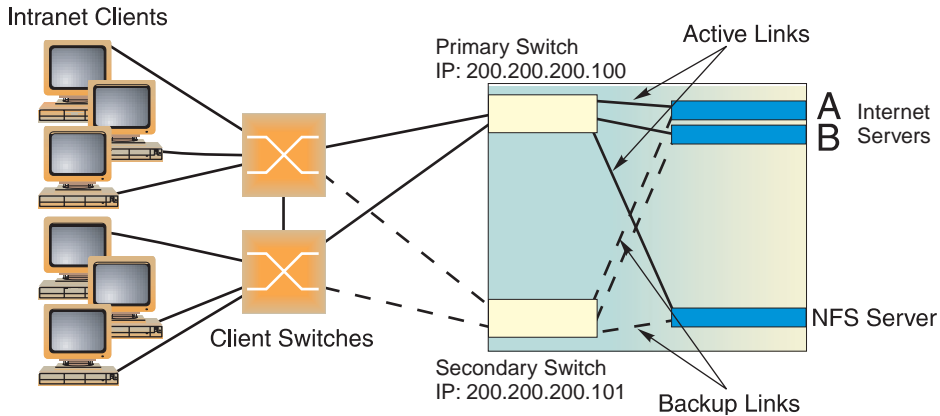 Intranet Clients
Primary Switch
IP: 200.200.200.100
Active Links
A
Internet
Servers
B
Client Switches
NFS Server
Secondary Switch
IP: 200.200.200.101
Backup Links